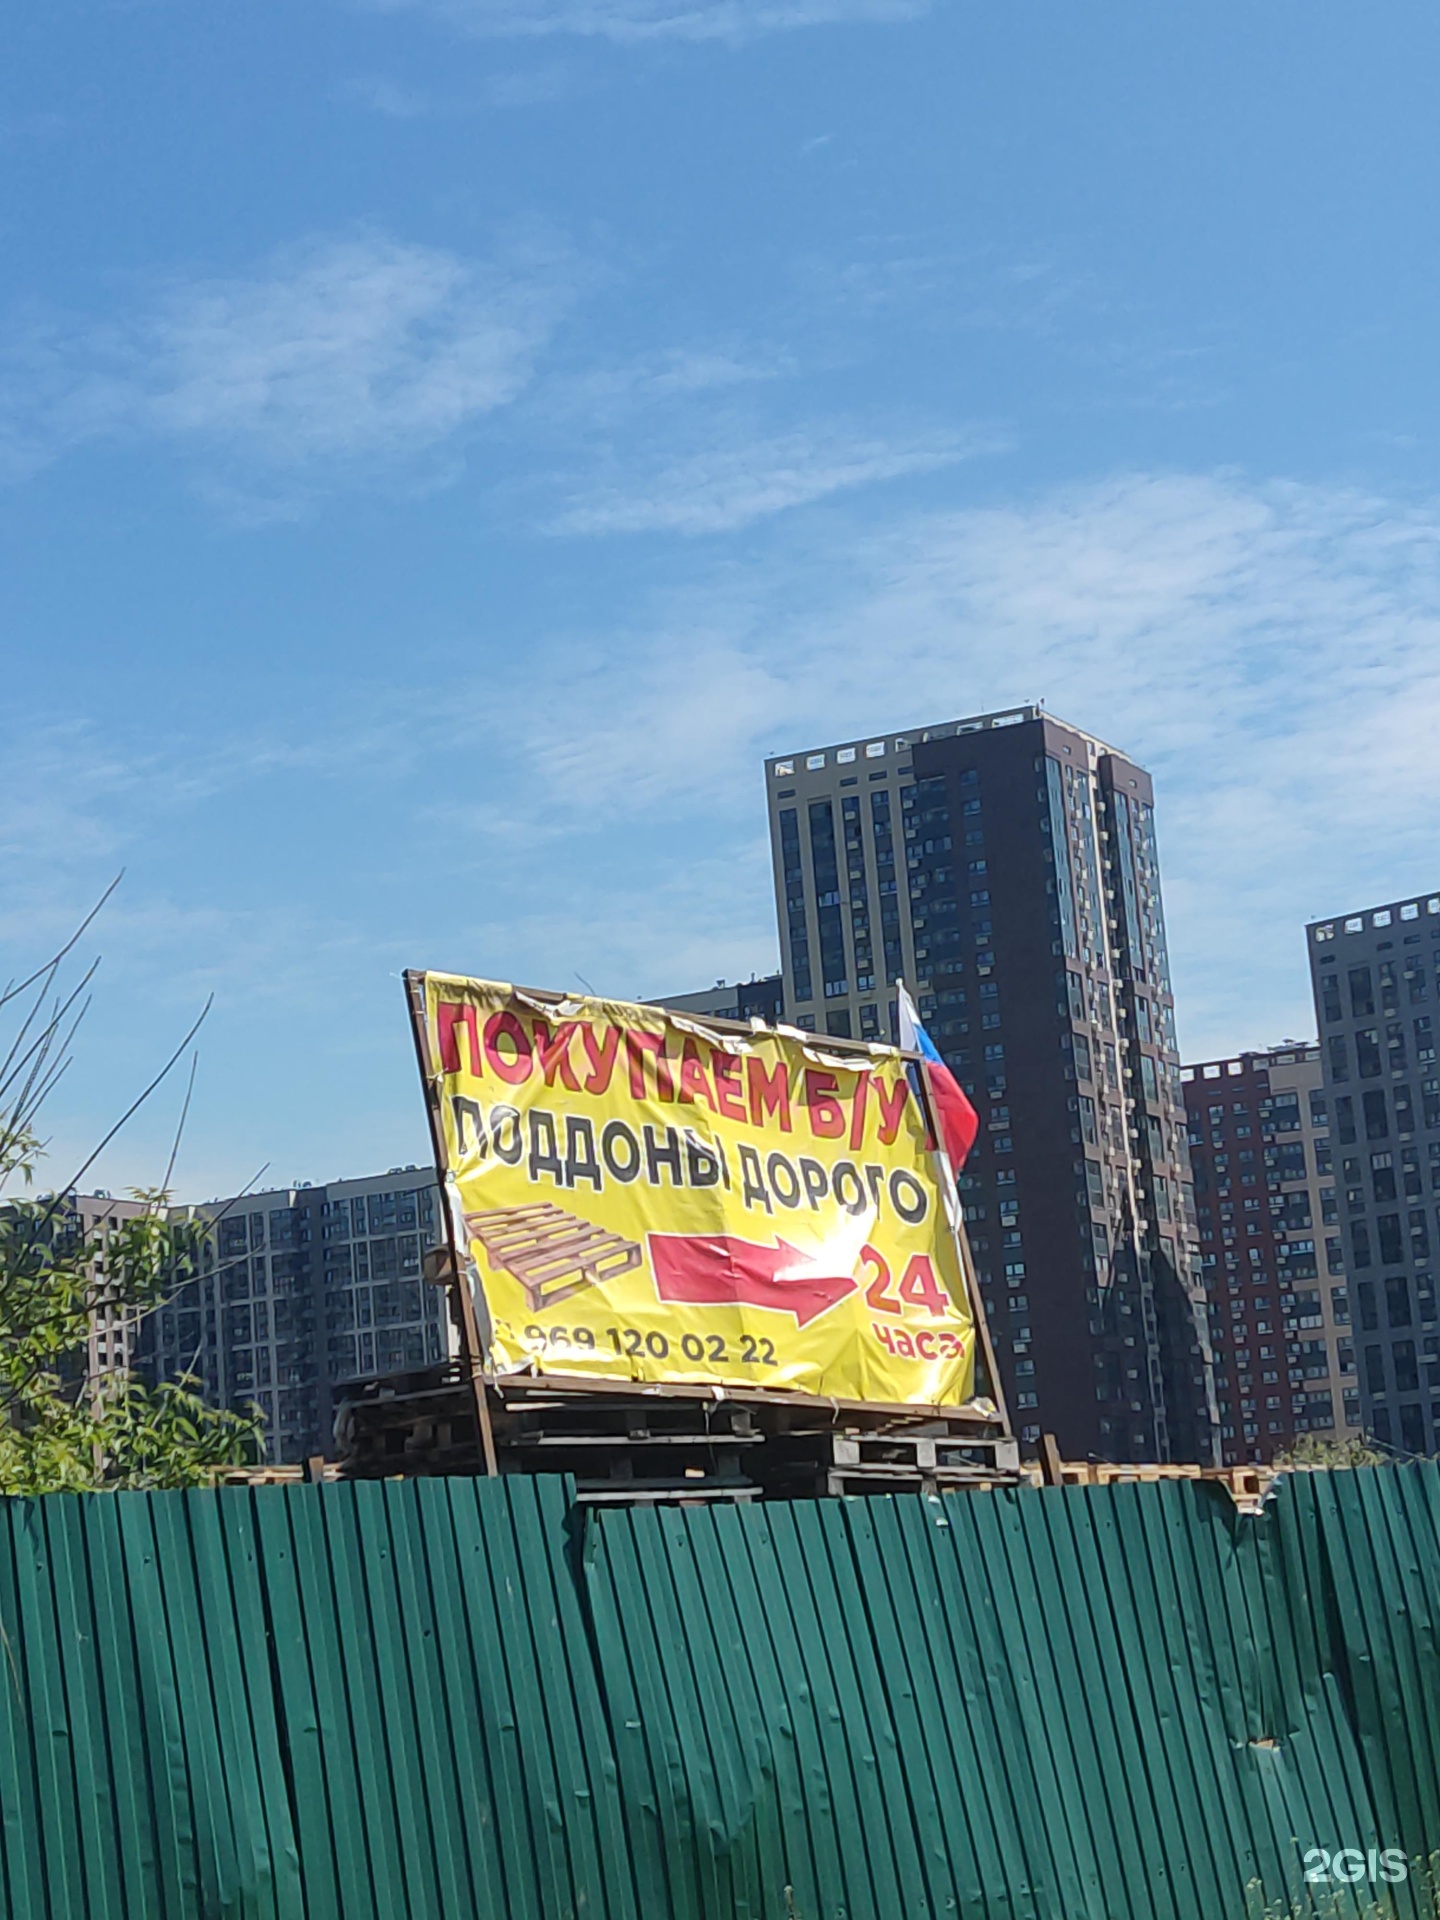 ПОКУПАЕМ Б/У
ПОДДОНЫ ДОРОГО
24
часа
969 120 02 22
2GIS